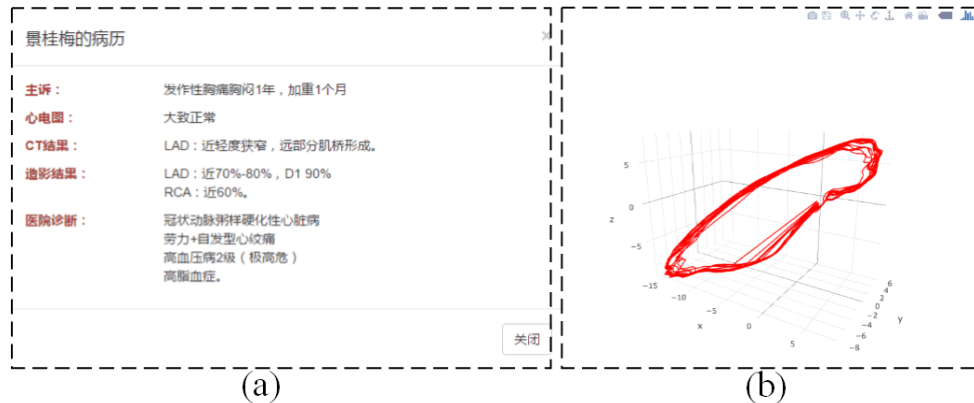 景桂梅的病历
×
主诉： 发作性胸痛胸闷1年，加重1个月
心电图： 大致正常
CT结果： LAD：近轻度狭窄，远部分肌桥形成。
造影结果： LAD：近70%-80%，D1 90%
RCA：近60%。
医院诊断： 冠状动脉粥样硬化性心脏病
劳力+自发型心绞痛
高血压病2级（极高危）
高脂血症。
关闭
(a)
5
0
z
−5
−15
−10
−5
x
0
5
6
4
2
0
−2
−4
y
−6
−8
(b)